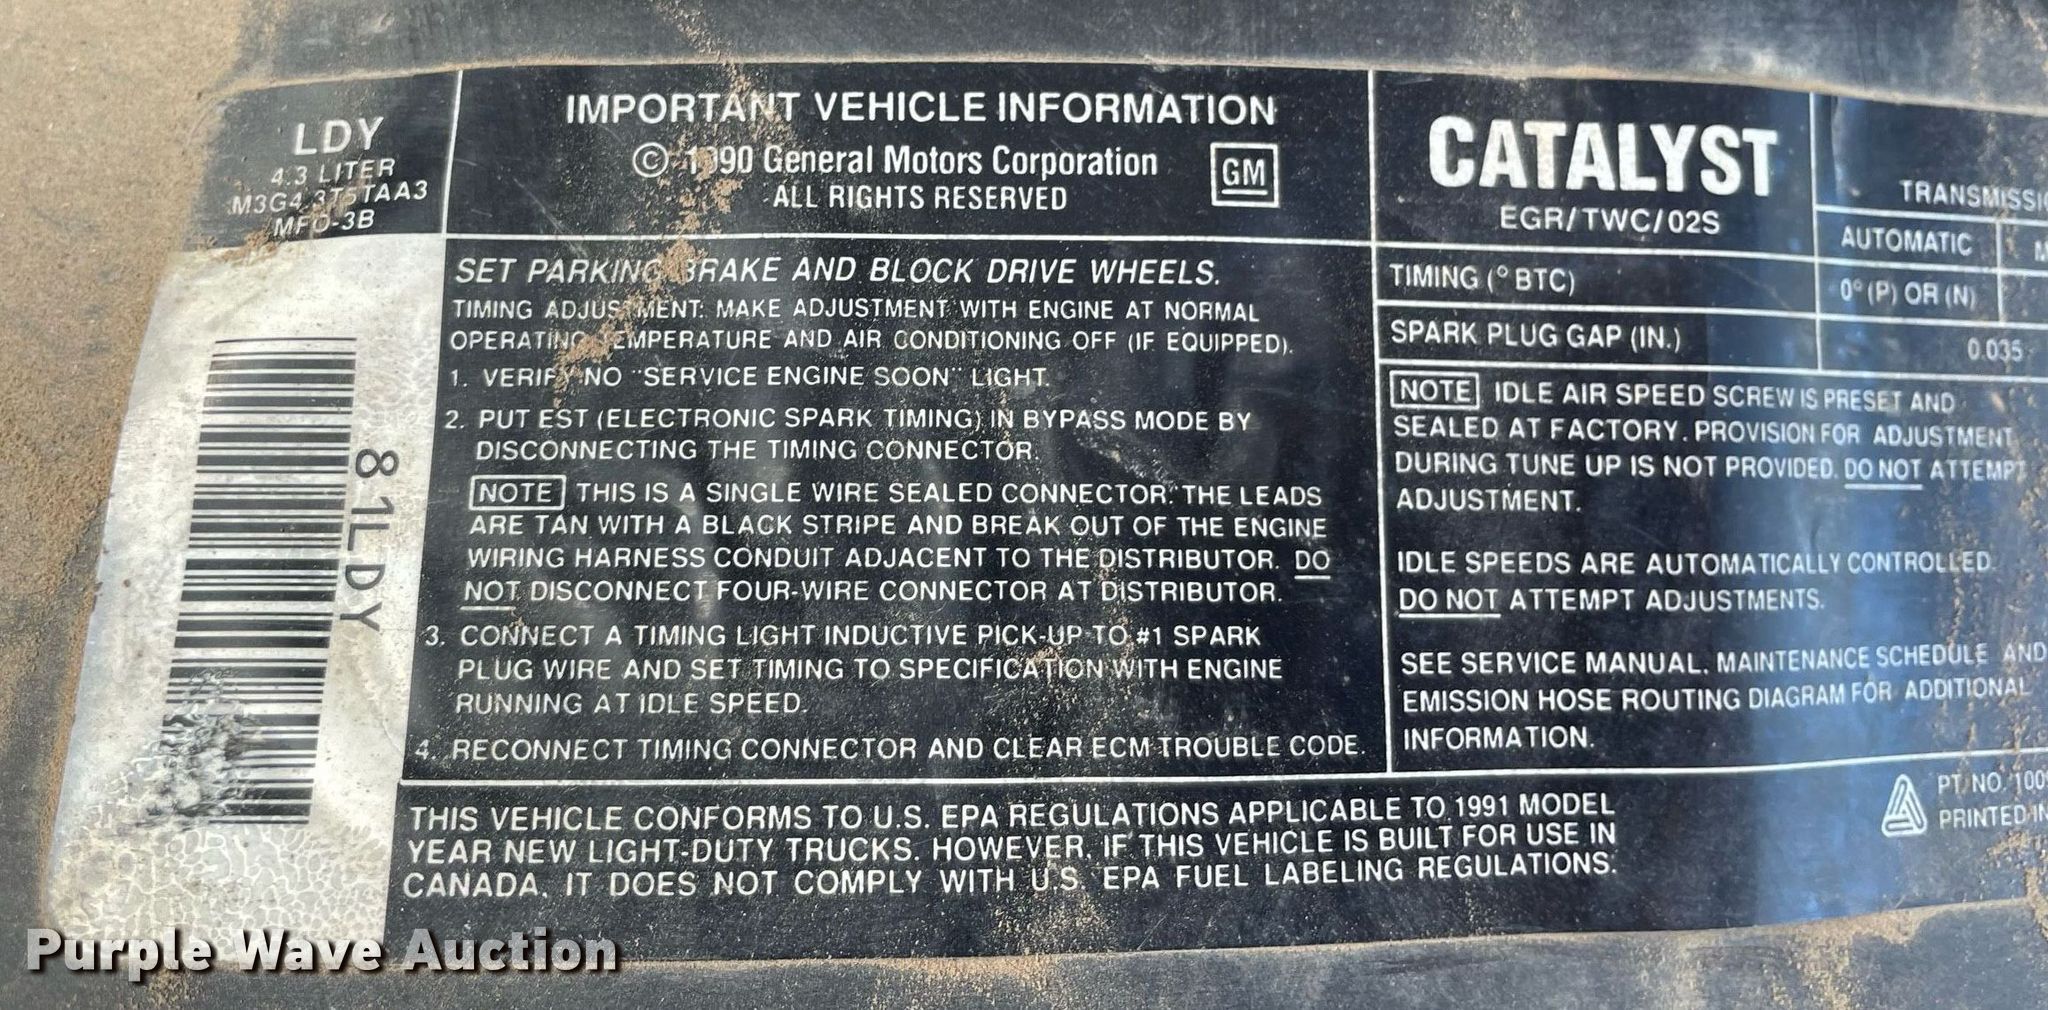 LDY
4.3 LITER
M3G4.3T5TAA3
MFO-3B
81LDY
IMPORTANT VEHICLE INFORMATION
© 1990 General Motors Corporation
ALL RIGHTS RESERVED
GM
SET PARKING BRAKE AND BLOCK DRIVE WHEELS.
TIMING ADJUSTMENT: MAKE ADJUSTMENT WITH ENGINE AT NORMAL
OPERATING TEMPERATURE AND AIR CONDITIONING OFF (IF EQUIPPED).
1. VERIFY NO "SERVICE ENGINE SOON" LIGHT.
2. PUT EST (ELECTRONIC SPARK TIMING) IN BYPASS MODE BY
DISCONNECTING THE TIMING CONNECTOR.
NOTE THIS IS A SINGLE WIRE SEALED CONNECTOR. THE LEADS
ARE TAN WITH A BLACK STRIPE AND BREAK OUT OF THE ENGINE
WIRING HARNESS CONDUIT ADJACENT TO THE DISTRIBUTOR. DO
NOT DISCONNECT FOUR-WIRE CONNECTOR AT DISTRIBUTOR.
3. CONNECT A TIMING LIGHT INDUCTIVE PICK-UP TO #1 SPARK
PLUG WIRE AND SET TIMING TO SPECIFICATION WITH ENGINE
RUNNING AT IDLE SPEED.
4. RECONNECT TIMING CONNECTOR AND CLEAR ECM TROUBLE CODE.
CATALYST
EGR/TWC/02S
AUTOMATIC
TIMING (°BTC) 0° (P) OR (N)
SPARK PLUG GAP (IN.) 0.035
NOTE IDLE AIR SPEED SCREW IS PRESET AND
SEALED AT FACTORY. PROVISION FOR ADJUSTMENT
DURING TUNE UP IS NOT PROVIDED. DO NOT ATTEMPT
ADJUSTMENT.
IDLE SPEEDS ARE AUTOMATICALLY CONTROLLED.
DO NOT ATTEMPT ADJUSTMENTS.
SEE SERVICE MANUAL. MAINTENANCE SCHEDULE AND
EMISSION HOSE ROUTING DIAGRAM FOR ADDITIONAL
INFORMATION.
THIS VEHICLE CONFORMS TO U.S. EPA REGULATIONS APPLICABLE TO 1991 MODEL
YEAR NEW LIGHT-DUTY TRUCKS. HOWEVER, IF THIS VEHICLE IS BUILT FOR USE IN
CANADA, IT DOES NOT COMPLY WITH U.S. EPA FUEL LABELING REGULATIONS.
PT. NO.
PRINTED IN
Purple Wave Auction